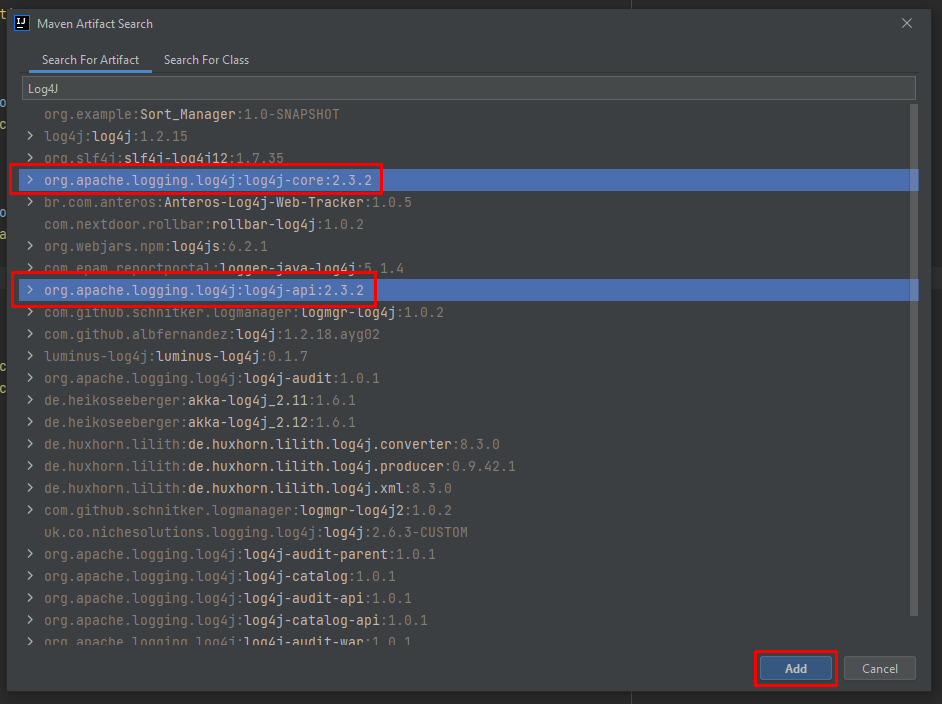 IJ Maven Artifact Search
Search For Artifact Search For Class
Log4J
org.example:Sort_Manager:1.0-SNAPSHOT
log4j:log4j:1.2.15
org.slf4j:slf4j-log4j12:1.7.35
org.apache.logging.log4j:log4j-core:2.3.2
br.com.anteros:Anteros-Log4j-Web-Tracker:1.0.5
com.nextdoor.rollbar:rollbar-log4j:1.0.2
org.webjars.npm:log4js:6.2.1
com.epam.reportportal:logger-java-log4j:5.1.4
org.apache.logging.log4j:log4j-api:2.3.2
com.github.schnitker.logmanager:logmgr-log4j:1.0.2
com.github.albfernandez:log4j:1.2.18.ayg02
luminus-log4j:luminus-log4j:0.1.7
org.apache.logging.log4j:log4j-audit:1.0.1
de.heikoseeberger:akka-log4j_2.11:1.6.1
de.heikoseeberger:akka-log4j_2.12:1.6.1
de.huxhorn.lilith:de.huxhorn.lilith.log4j.converter:8.3.0
de.huxhorn.lilith:de.huxhorn.lilith.log4j.producer:0.9.42.1
de.huxhorn.lilith:de.huxhorn.lilith.log4j.xml:8.3.0
com.github.schnitker.logmanager:logmgr-log4j2:1.0.2
uk.co.nichesolutions.logging.log4j:log4j:2.6.3-CUSTOM
org.apache.logging.log4j:log4j-audit-parent:1.0.1
org.apache.logging.log4j:log4j-catalog:1.0.1
org.apache.logging.log4j:log4j-audit-api:1.0.1
org.apache.logging.log4j:log4j-catalog-api:1.0.1
org.apache.logging.log4j:log4j-audit-war:1.0.1
Add Cancel